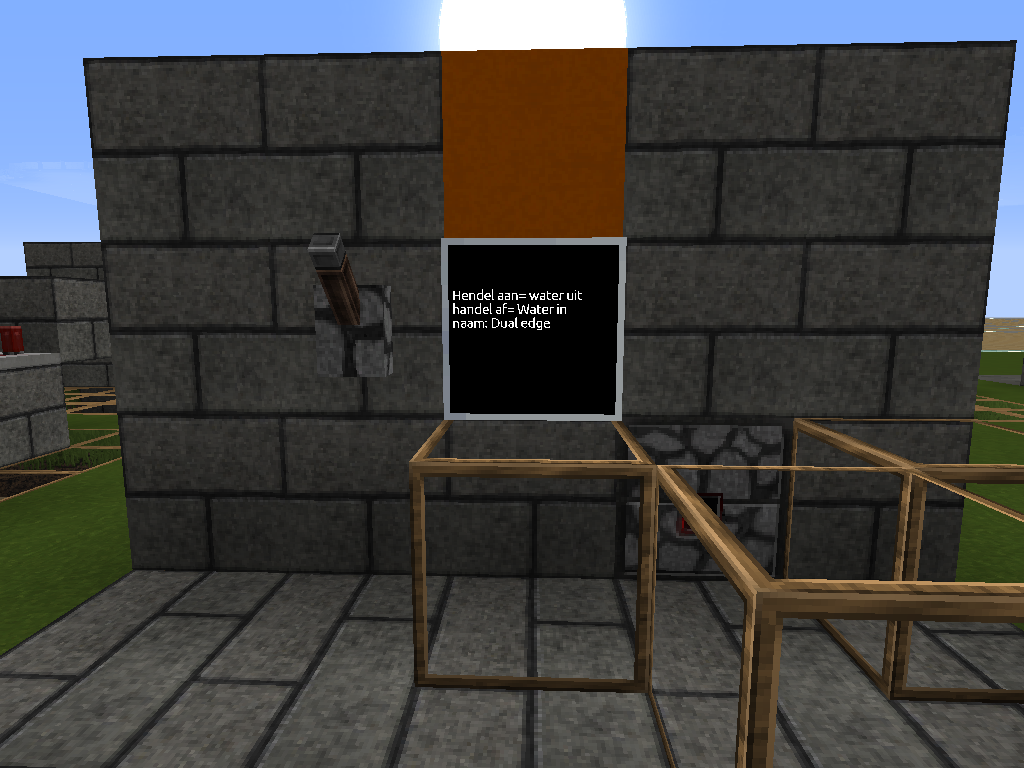 Hendel aan= water uit
handel af= Water in
naam: Dual edge